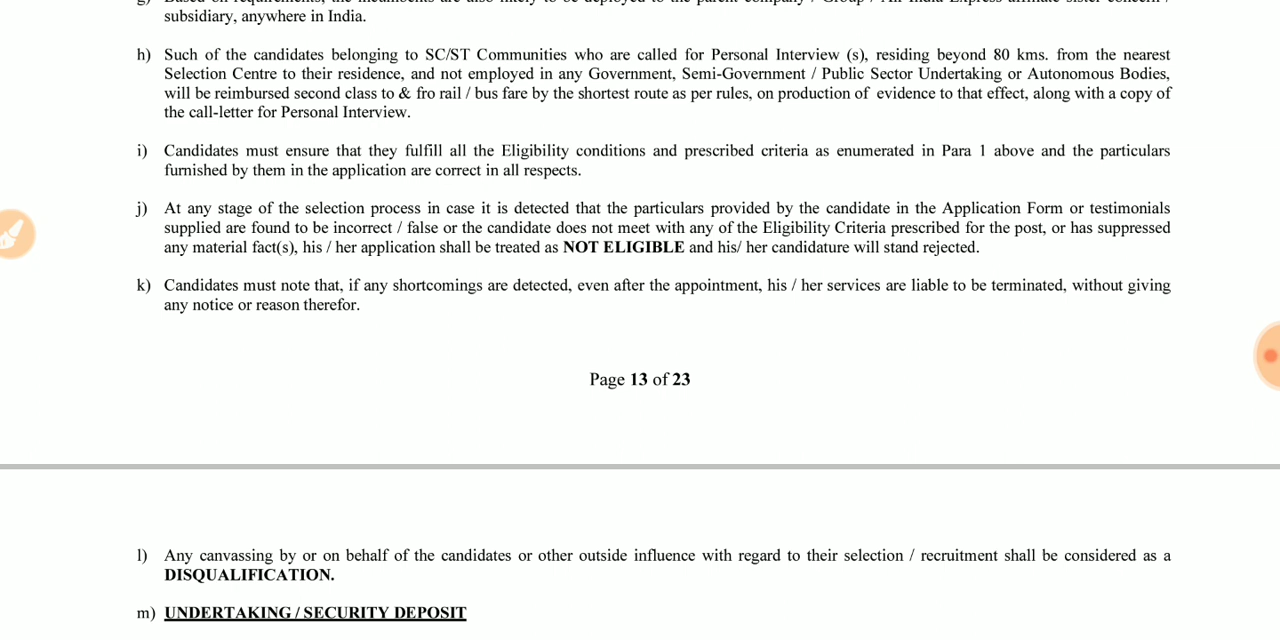 subsidiary, anywhere in India.
h) Such of the candidates belonging to SC/ST Communities who are called for Personal Interview (s), residing beyond 80 kms. from the nearest
Selection Centre to their residence, and not employed in any Government, Semi-Government / Public Sector Undertaking or Autonomous Bodies,
will be reimbursed second class to & fro rail / bus fare by the shortest route as per rules, on production of evidence to that effect, along with a copy of
the call-letter for Personal Interview.
i) Candidates must ensure that they fulfill all the Eligibility conditions and prescribed criteria as enumerated in Para 1 above and the particulars
furnished by them in the application are correct in all respects.
j) At any stage of the selection process in case it is detected that the particulars provided by the candidate in the Application Form or testimonials
supplied are found to be incorrect / false or the candidate does not meet with any of the Eligibility Criteria prescribed for the post, or has suppressed
any material fact(s), his / her application shall be treated as NOT ELIGIBLE and his/ her candidature will stand rejected.
k) Candidates must note that, if any shortcomings are detected, even after the appointment, his / her services are liable to be terminated, without giving
any notice or reason therefor.
Page 13 of 23
l) Any canvassing by or on behalf of the candidates or other outside influence with regard to their selection / recruitment shall be considered as a
DISQUALIFICATION.
m) UNDERTAKING / SECURITY DEPOSIT